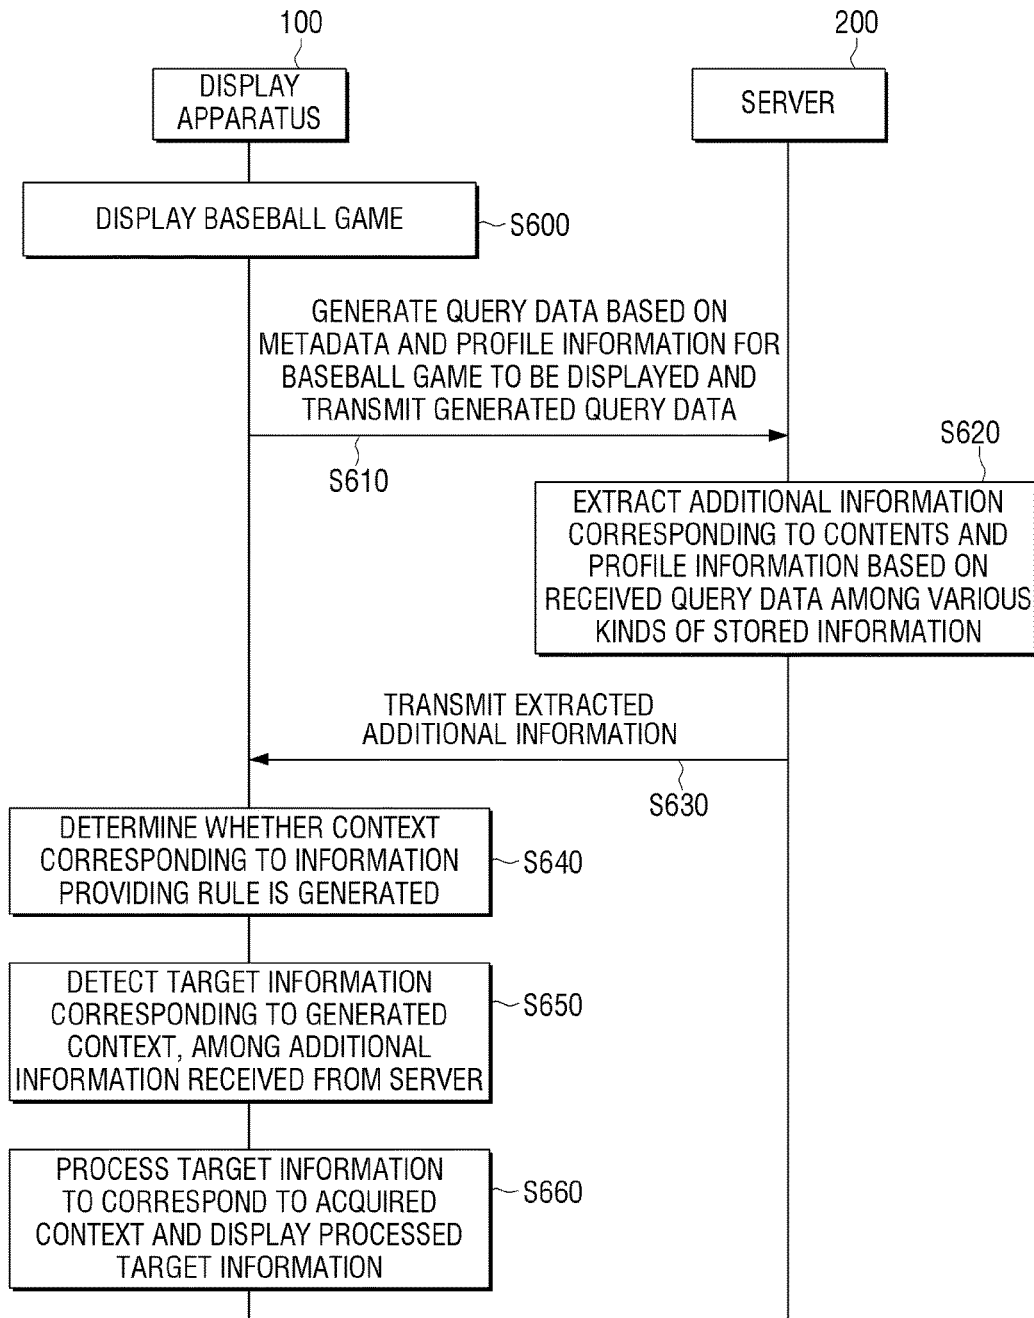 100
200
DISPLAY
APPARATUS
SERVER
DISPLAY BASEBALL GAME
S600
GENERATE QUERY DATA BASED ON
METADATA AND PROFILE INFORMATION FOR
BASEBALL GAME TO BE DISPLAYED AND
TRANSMIT GENERATED QUERY DATA
S610
S620
EXTRACT ADDITIONAL INFORMATION
CORRESPONDING TO CONTENTS AND
PROFILE INFORMATION BASED ON
RECEIVED QUERY DATA AMONG VARIOUS
KINDS OF STORED INFORMATION
TRANSMIT EXTRACTED
ADDITIONAL INFORMATION
S630
DETERMINE WHETHER CONTEXT
CORRESPONDING TO INFORMATION
PROVIDING RULE IS GENERATED
S640
DETECT TARGET INFORMATION
CORRESPONDING TO GENERATED
CONTEXT, AMONG ADDITIONAL
INFORMATION RECEIVED FROM SERVER
S650
PROCESS TARGET INFORMATION
TO CORRESPOND TO ACQUIRED
CONTEXT AND DISPLAY PROCESSED
TARGET INFORMATION
S660